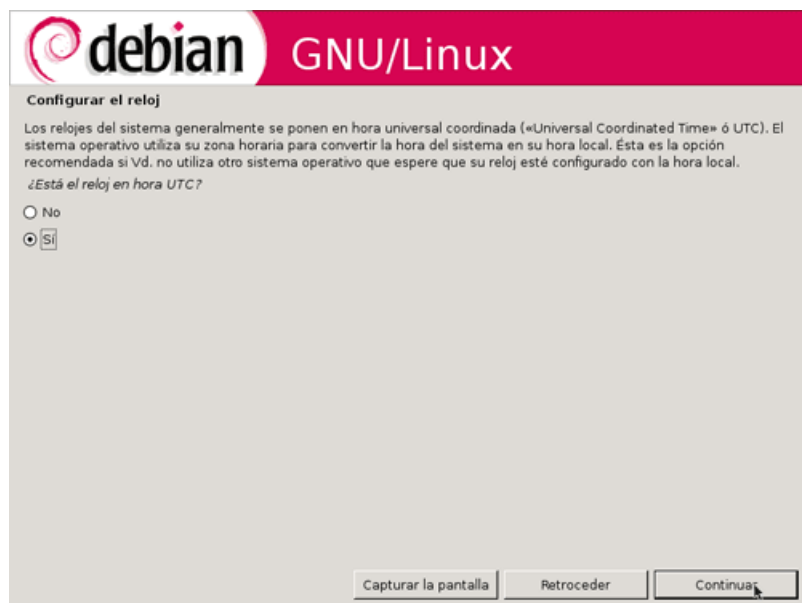 debian GNU/Linux
Configurar el reloj
Los relojes del sistema generalmente se ponen en hora universal coordinada («Universal Coordinated Time» ó UTC). El
sistema operativo utiliza su zona horaria para convertir la hora del sistema en su hora local. Ésta es la opción
recomendada si Vd. no utiliza otro sistema operativo que espere que su reloj esté configurado con la hora local.
¿Está el reloj en hora UTC?
No
Sí
Capturar la pantalla Retroceder Continuar